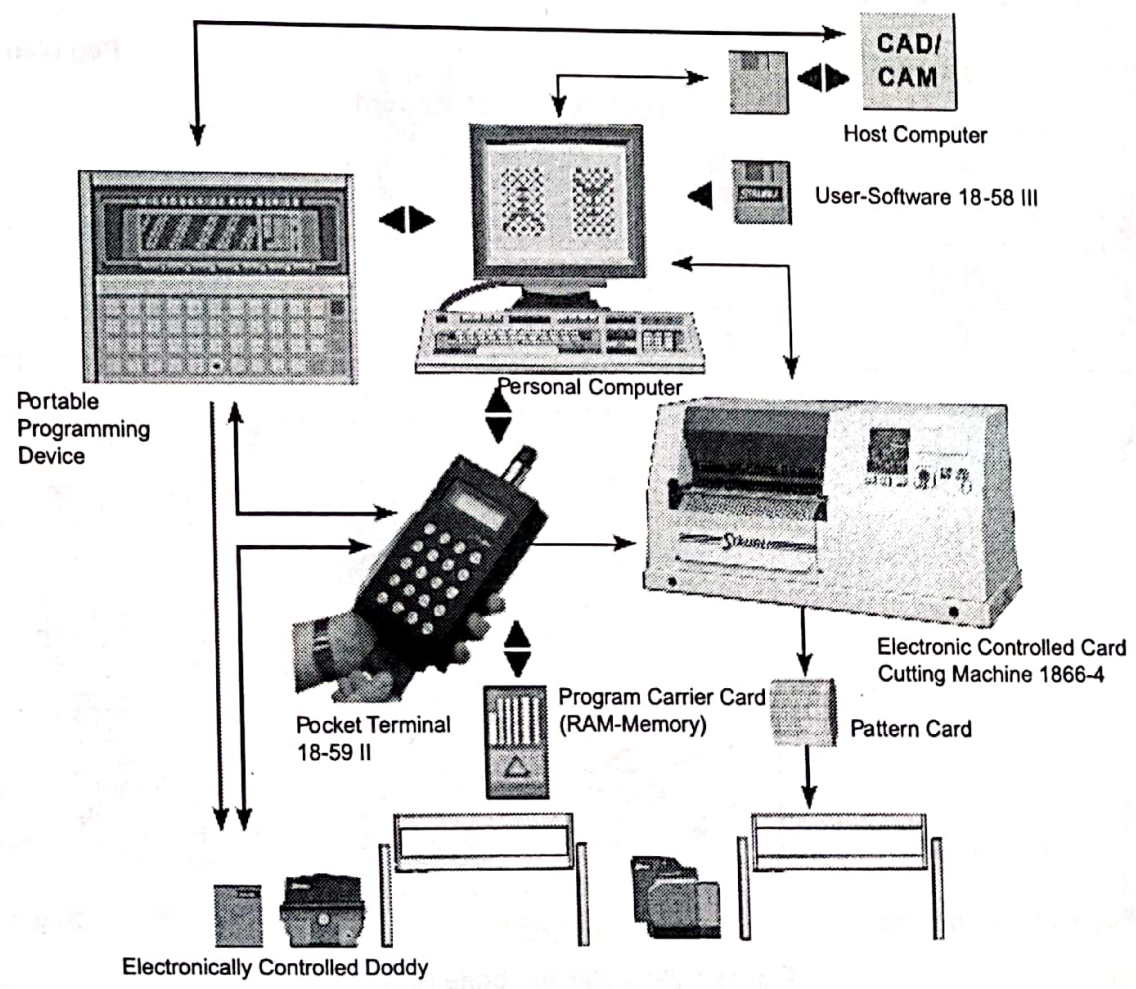 CAD/
CAM
Host Computer
User-Software 18-58 III
Personal Computer
Portable
Programming
Device
STÄUBLI
Electronic Controlled Card
Cutting Machine 1866-4
Pocket Terminal
18-59 II
Program Carrier Card
(RAM-Memory)
Pattern Card
Electronically Controlled Doddy